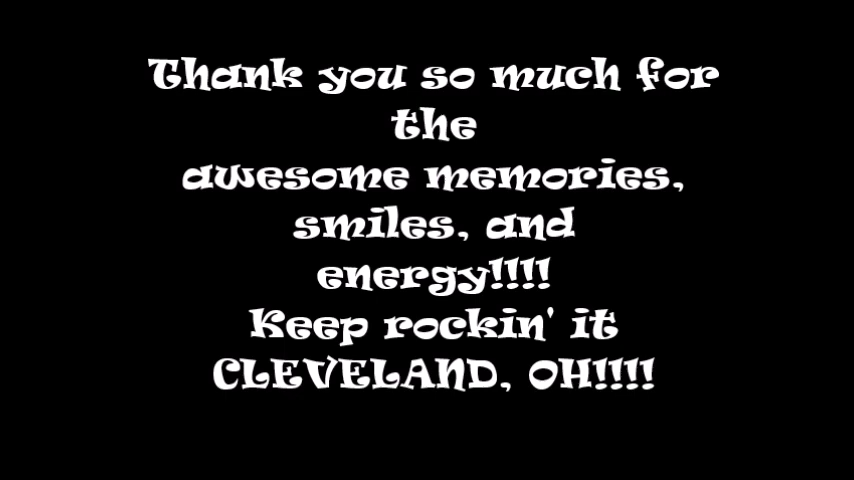 Thank you so much for
the
awesome memories,
smiles, and
energy!!!!
Keep rockin' it
CLEVELAND, OH!!!!